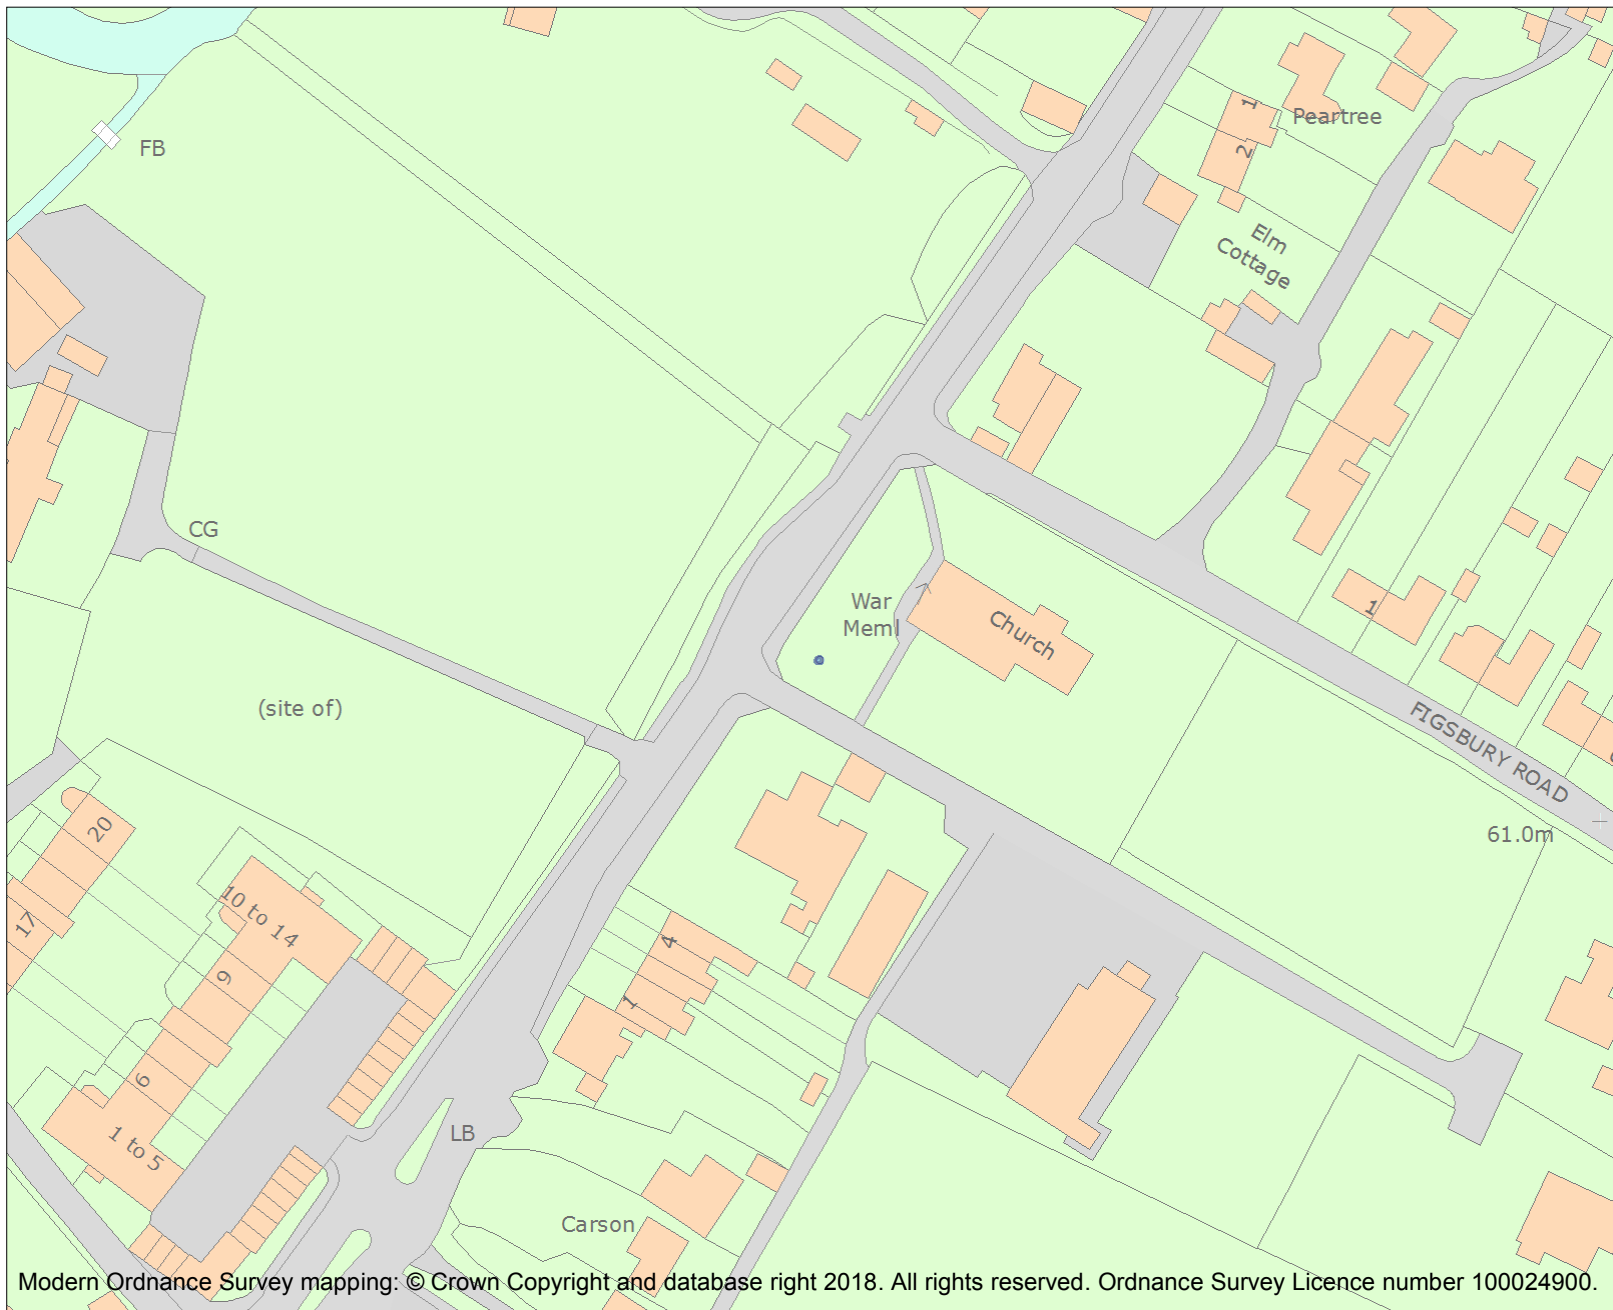 Peartree
1
2
FB
Elm
Cottage
CG
War
Meml
Church
1
(site of)
FIGSBURY ROAD
61.0m
20
10 to 14
17
4
9
1
6
LB
1 to 5
Carson
Modern Ordnance Survey mapping: © Crown Copyright and database right 2018. All rights reserved. Ordnance Survey Licence number 100024900.